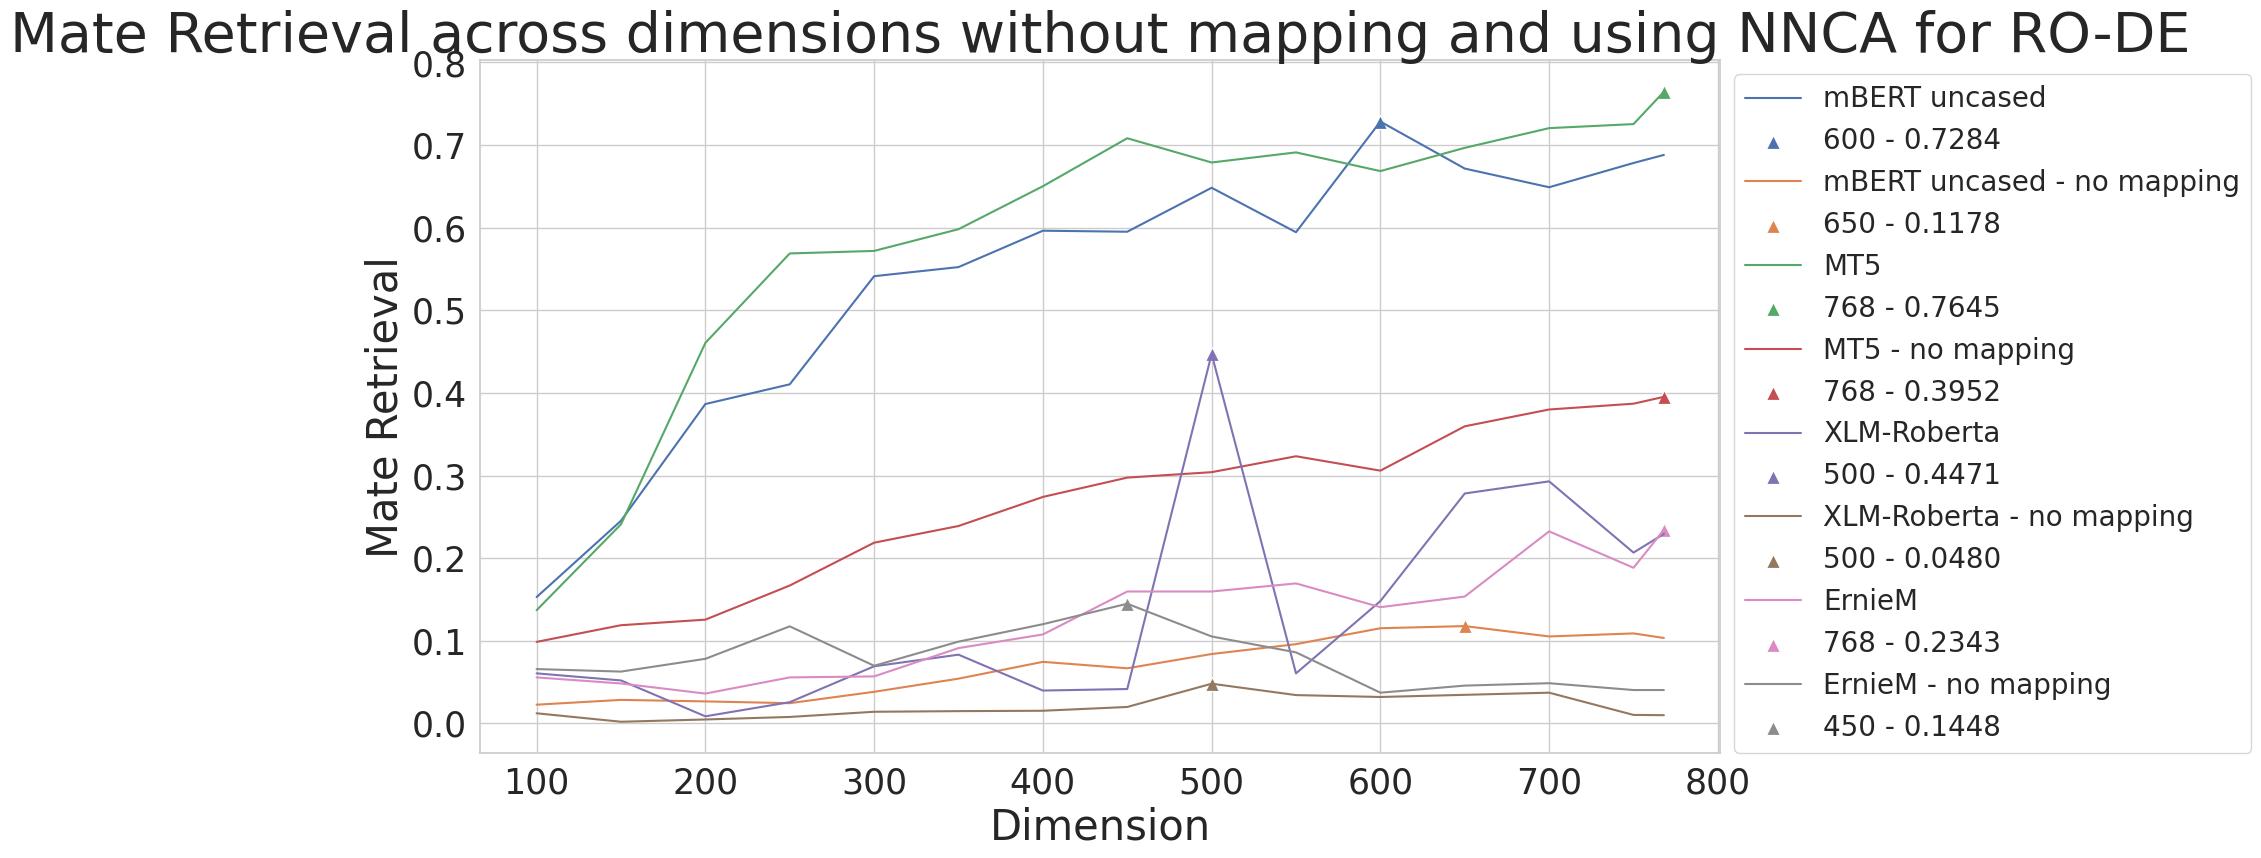 Mate Retrieval across dimensions without mapping and using NNCA for RO-DE
0.8
0.7
0.6
0.5
0.4
0.3
0.2
0.1
0.0
Mate Retrieval
100 200 300 400 500 600 700 800
Dimension
mBERT uncased
600 - 0.7284
mBERT uncased - no mapping
650 - 0.1178
MT5
768 - 0.7645
MT5 - no mapping
768 - 0.3952
XLM-Roberta
500 - 0.4471
XLM-Roberta - no mapping
500 - 0.0480
ErnieM
768 - 0.2343
ErnieM - no mapping
450 - 0.1448